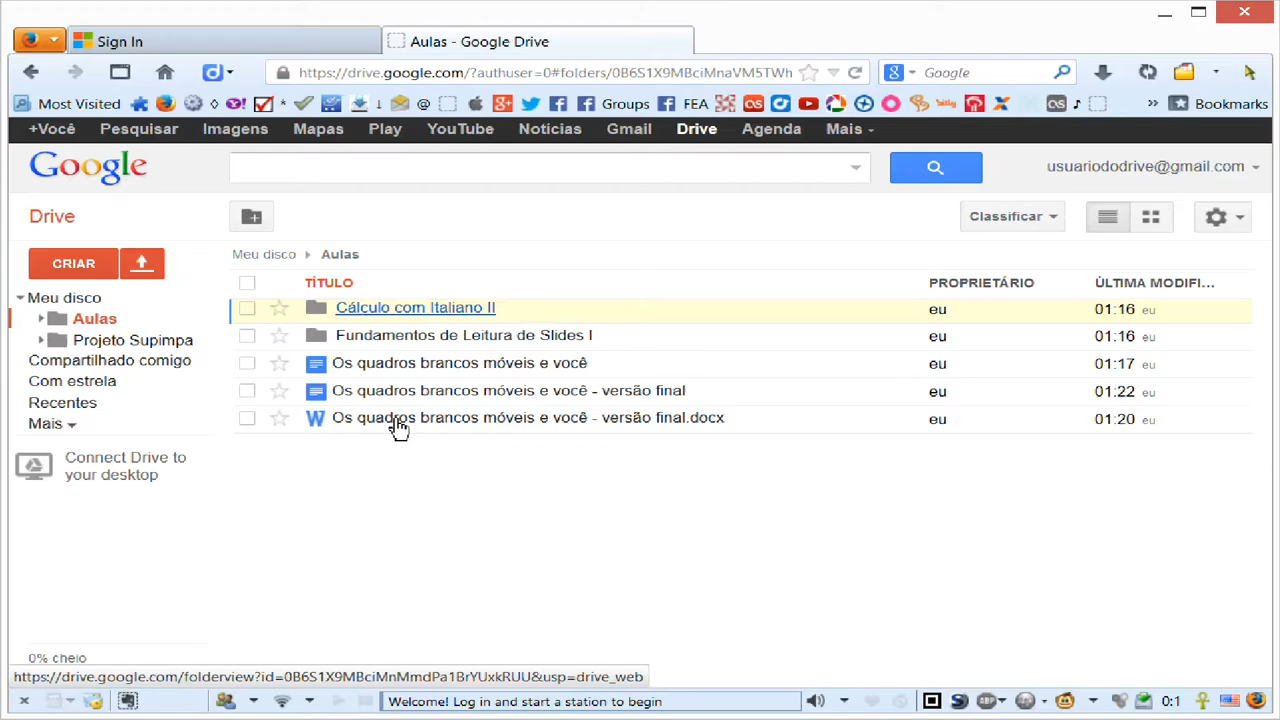 Sign In
Aulas - Google Drive
https://drive.google.com/?authuser=0#folders/0B6S1X9MBciMnaVM5TWh
Google
Most Visited
Groups
FEA
bitly
Bookmarks
+Você Pesquisar Imagens Mapas Play YouTube Notícias Gmail Drive Agenda Mais
Google
usuariododrive@gmail.com
Drive
Classificar
CRIAR
Meu disco
Aulas
Projeto Supimpa
Compartilhado comigo
Com estrela
Recentes
Mais
Connect Drive to
your desktop
Meu disco Aulas
TÍTULO PROPRIETÁRIO ÚLTIMA MODIFI...
Cálculo com Italiano II eu 01:16 eu
Fundamentos de Leitura de Slides I eu 01:16 eu
Os quadros brancos móveis e você eu 01:17 eu
Os quadros brancos móveis e você - versão final eu 01:22 eu
W Os quadros brancos móveis e você - versão final.docx eu 01:20 eu
0% cheio
https://drive.google.com/folderview?id=0B6S1X9MBciMnMmdPa1BrYUxkRUU&usp=drive_web
Welcome! Log in and start a station to begin
ABP
0:1